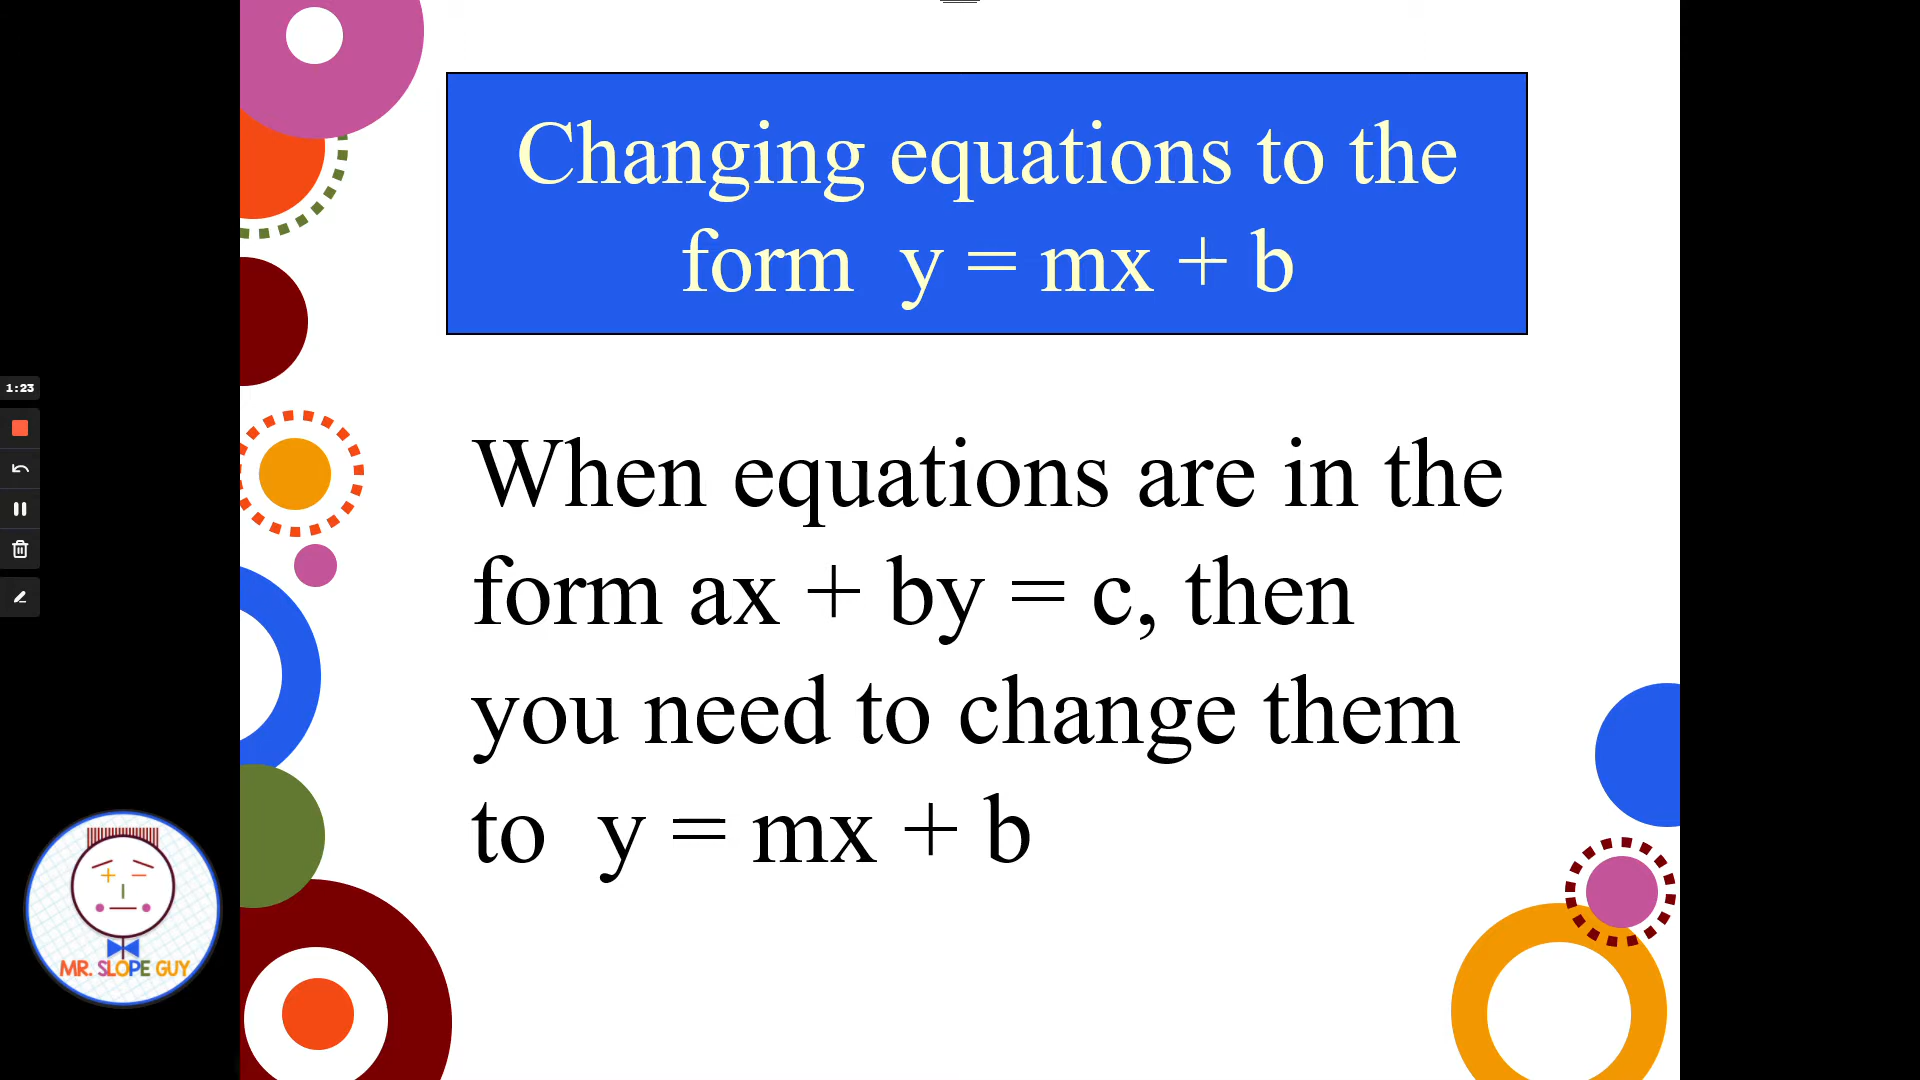 Changing equations to the
form y = mx + b
When equations are in the
form ax + by = c, then
you need to change them
to y = mx + b
1:23
MR. SLOPE GUY